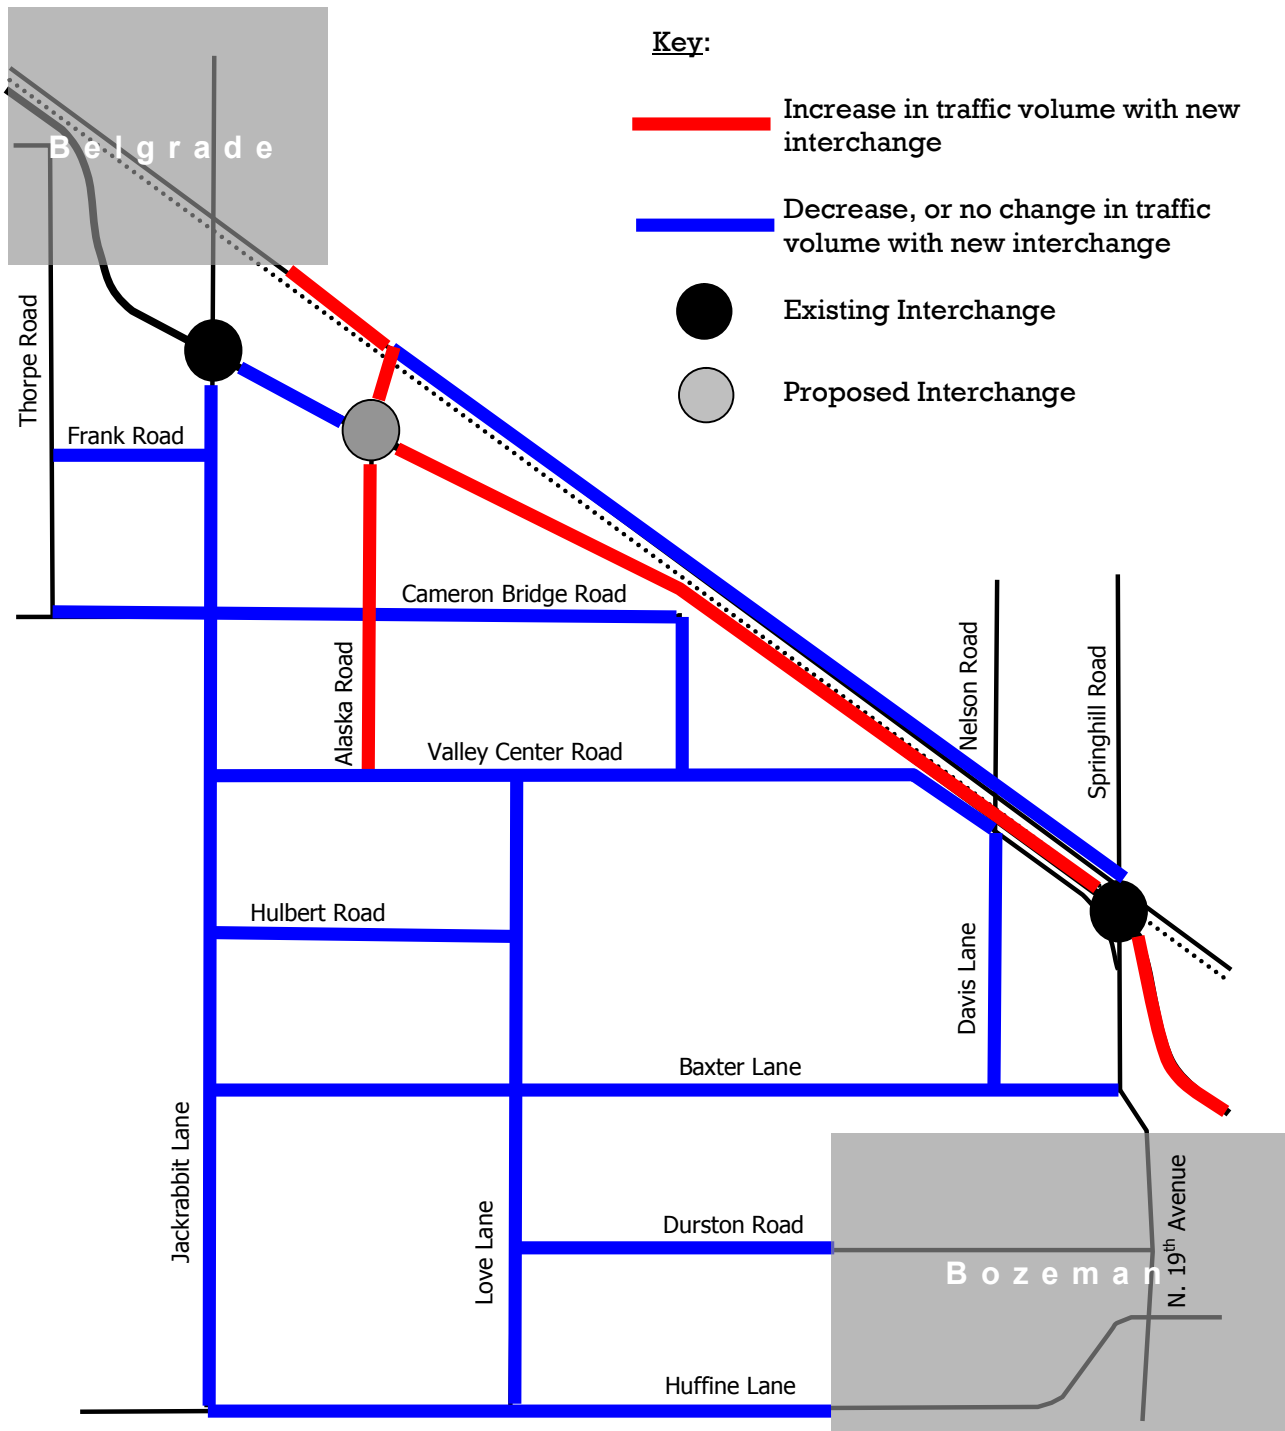 Key:
Increase in traffic volume with new
interchange
Belgrade
Decrease, or no change in traffic
volume with new interchange
Existing Interchange
Thorpe Road
Proposed Interchange
Frank Road
Cameron Bridge Road
Nelson Road
Springhill Road
Alaska Road
Valley Center Road
Hulbert Road
Davis Lane
Baxter Lane
Jackrabbit Lane
Love Lane
Durston Road
N. 19th Avenue
Bozeman
Huffine Lane